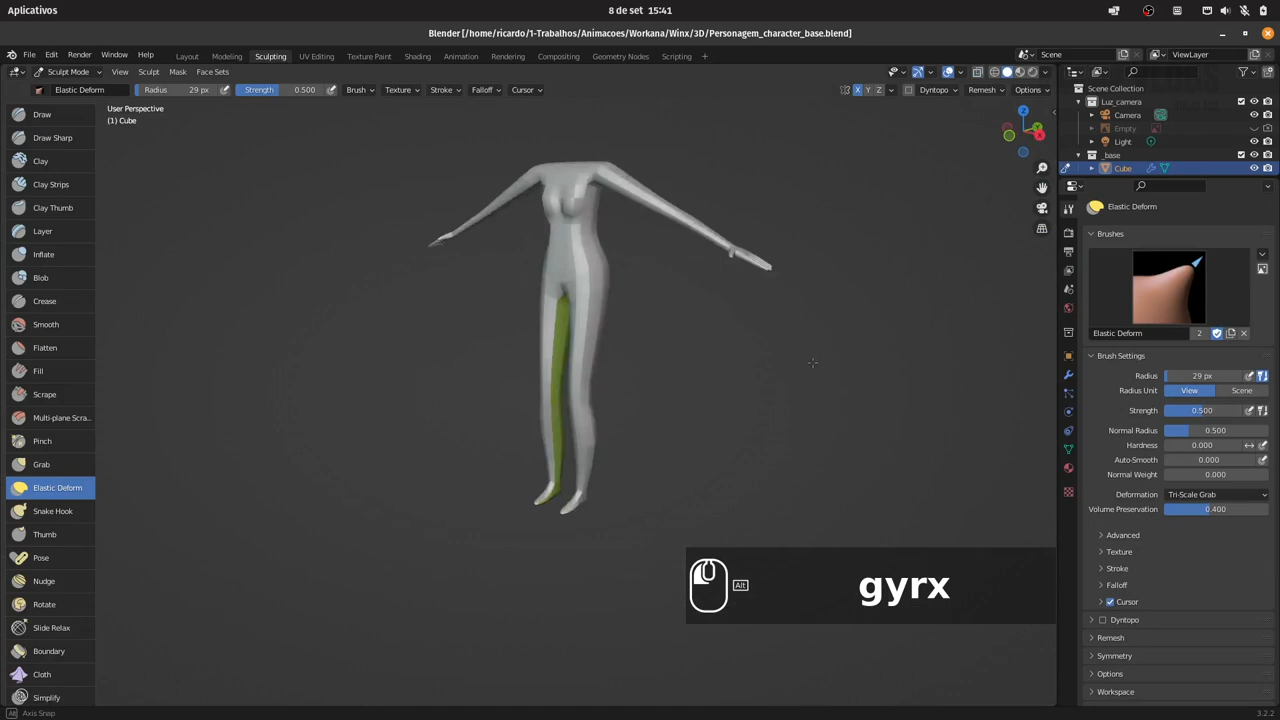 Aplicativos
8 de set 15:41
Blender [/home/ricardo/1-Trabalhos/Animacoes/Workana/Winx/3D/Personagem_character_base.blend]
File Edit Render Window Help Layout Modeling Sculpting UV Editing Texture Paint Shading Animation Rendering Compositing Geometry Nodes Scripting + Scene ViewLayer
Sculpt Mode View Sculpt Mask Face Sets
Elastic Deform Radius 29 px Strength 0.500 Brush Texture Stroke Falloff Cursor X Y Z Dyntopo Remesh Options
User Perspective
(1) Cube
Draw
Draw Sharp
Clay
Clay Strips
Clay Thumb
Layer
Inflate
Blob
Crease
Smooth
Flatten
Fill
Scrape
Multi-plane Scra...
Pinch
Grab
Elastic Deform
Snake Hook
Thumb
Pose
Nudge
Rotate
Slide Relax
Boundary
Cloth
Simplify
Z
Y
X
Alt
gyrx
Scene Collection
Luz_camera
Camera
Empty
Light
_base
Cube
Elastic Deform
Brushes
Elastic Deform 2
Brush Settings
Radius 29 px
Radius Unit View Scene
Strength 0.500
Normal Radius 0.500
Hardness 0.000
Auto-Smooth 0.000
Normal Weight 0.000
Deformation Tri-Scale Grab
Volume Preservation 0.400
Advanced
Texture
Stroke
Falloff
Cursor
Dyntopo
Remesh
Symmetry
Options
Workspace
Alt Axis Snap
3.2.2